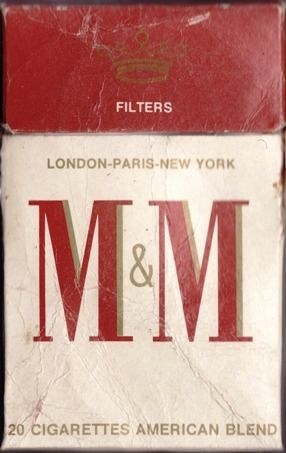 FILTERS
LONDON-PARIS-NEW YORK
M&M
20 CIGARETTES AMERICAN BLEND